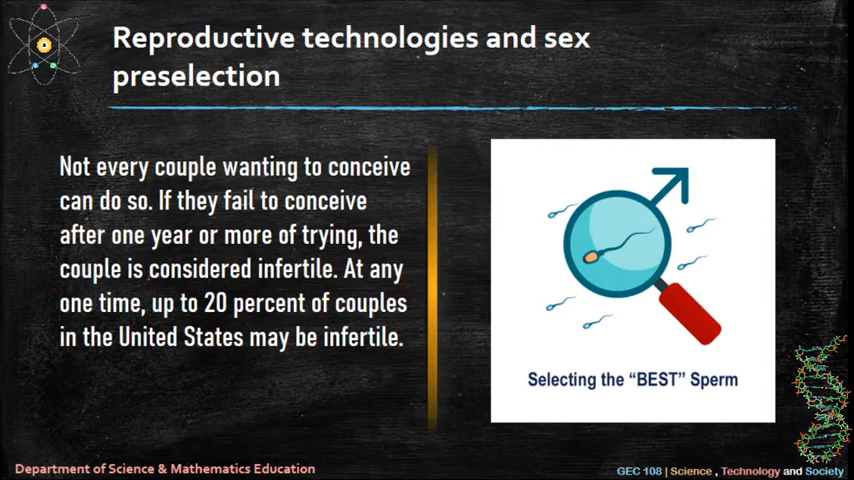 Reproductive technologies and sex
preselection
Not every couple wanting to conceive
can do so. If they fail to conceive
after one year or more of trying, the
couple is considered infertile. At any
one time, up to 20 percent of couples
in the United States may be infertile.
Selecting the “BEST” Sperm
Department of Science & Mathematics Education
GEC 108 | Science , Technology and Society